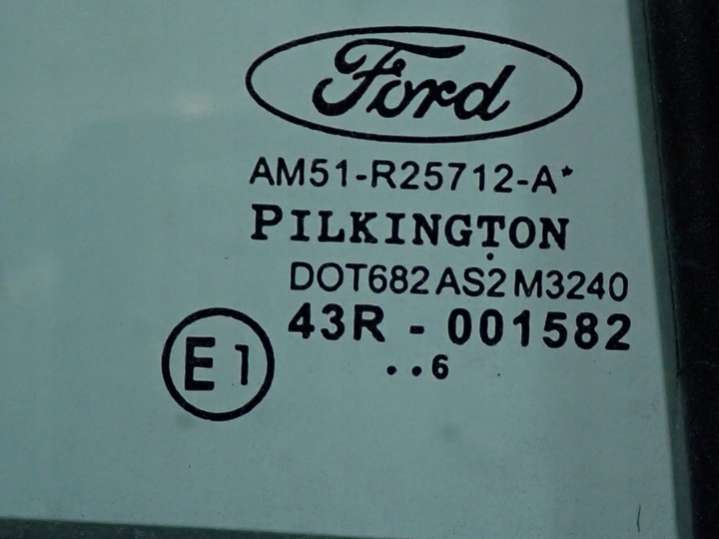 Ford
AM51-R25712-A*
PILKINGTON
DOT682 AS2 M3240
43R - 001582
E1
..6